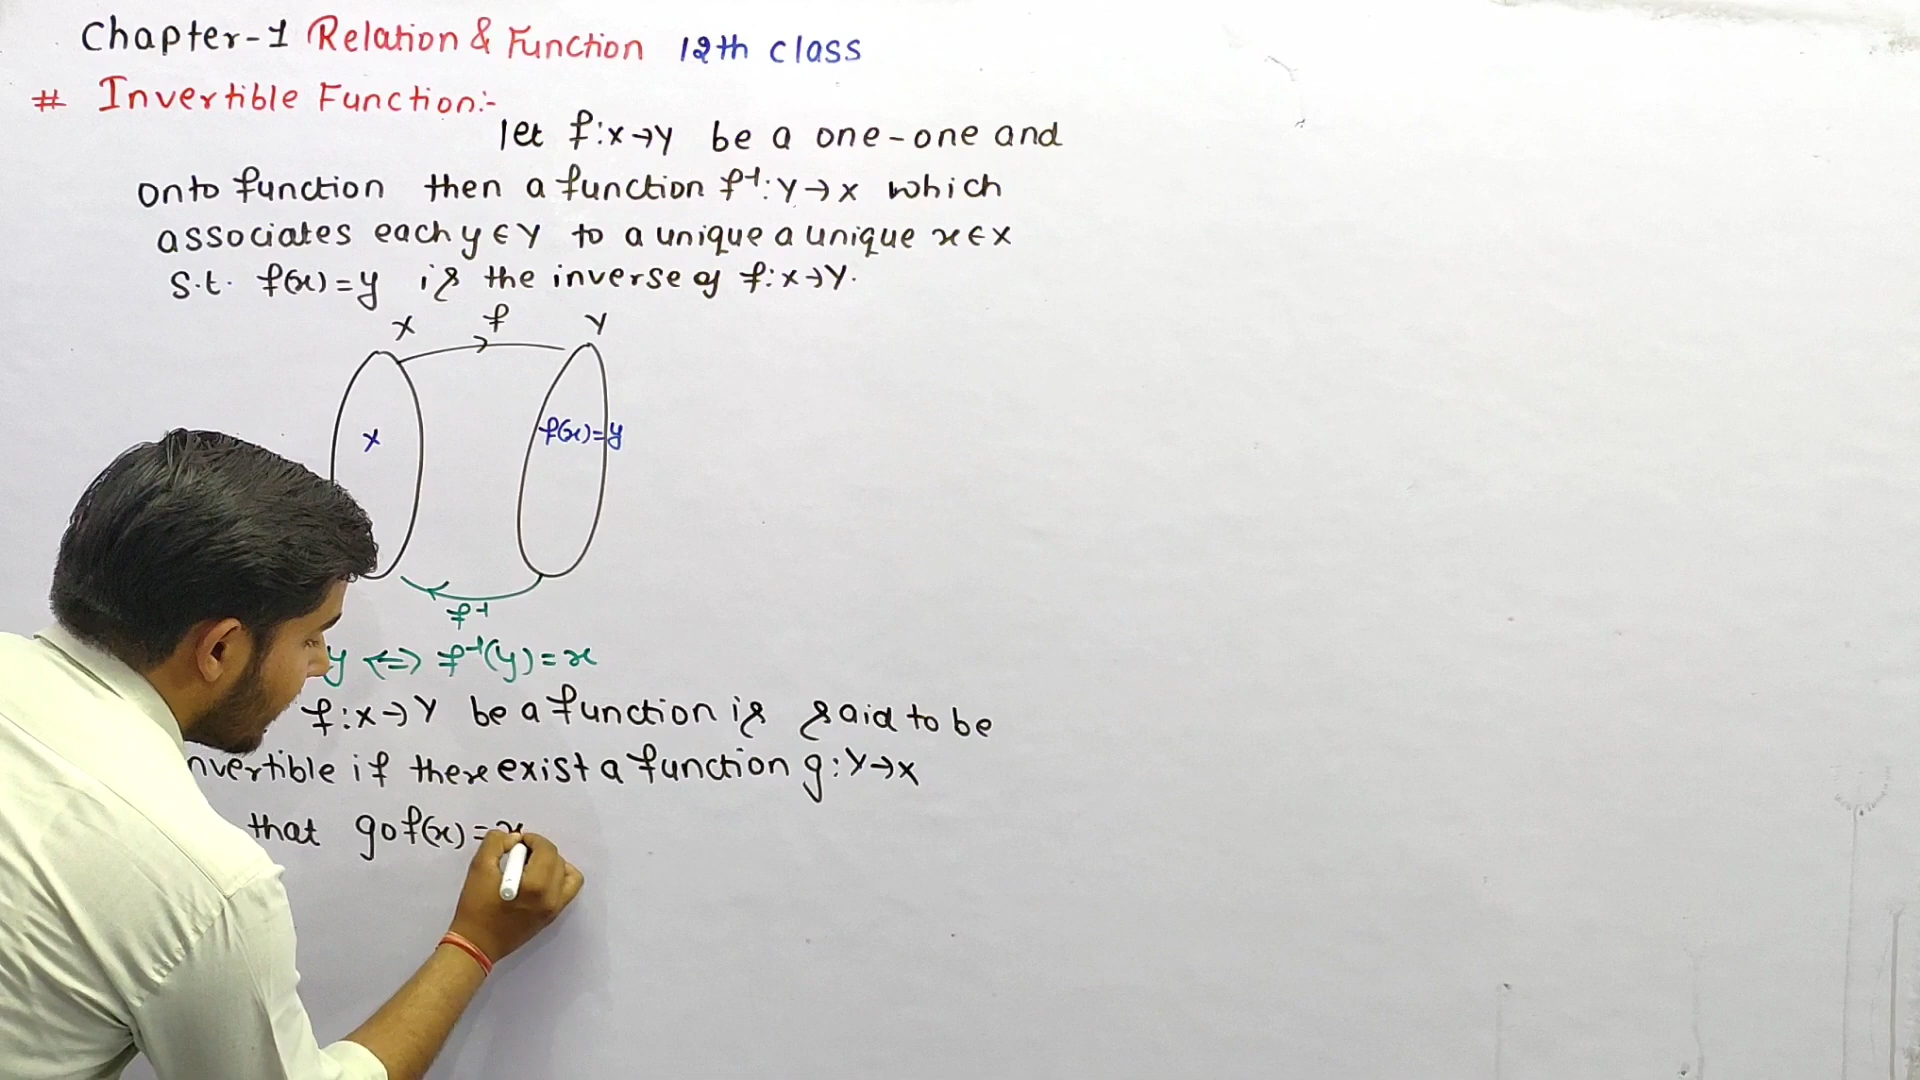 Chapter-1 Relation & Function 12th class
# Invertible Function:-
let f:x→y be a one-one and
onto function then a function f⁻¹:Y→X which
associates each y∈Y to a unique a unique x∈X
S.t. f(x)=y is the inverse of f:x→Y.
X f Y
X f(x)=y
f⁻¹
y ⇔ f⁻¹(y)=x
f:x→Y be a function is said to be
nvertible if there exist a function g:Y→X
that gof(x)=x